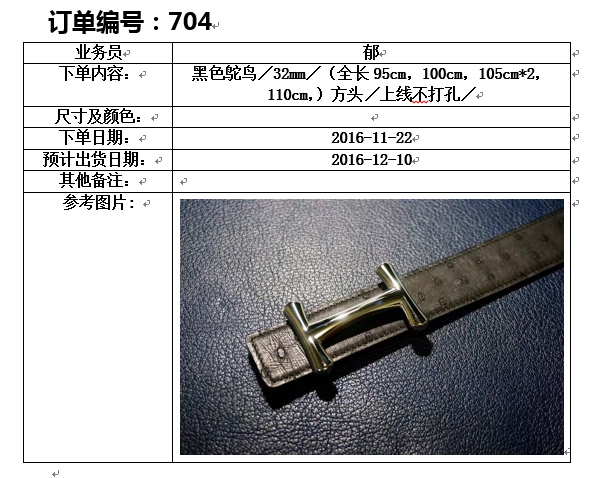 订单编号：704
业务员 郁
下单内容： 黑色鸵鸟／32mm／（全长 95cm，100cm，105cm*2，
110cm,）方头／上线不打孔／
尺寸及颜色：
下单日期： 2016-11-22
预计出货日期： 2016-12-10
其他备注：
参考图片：